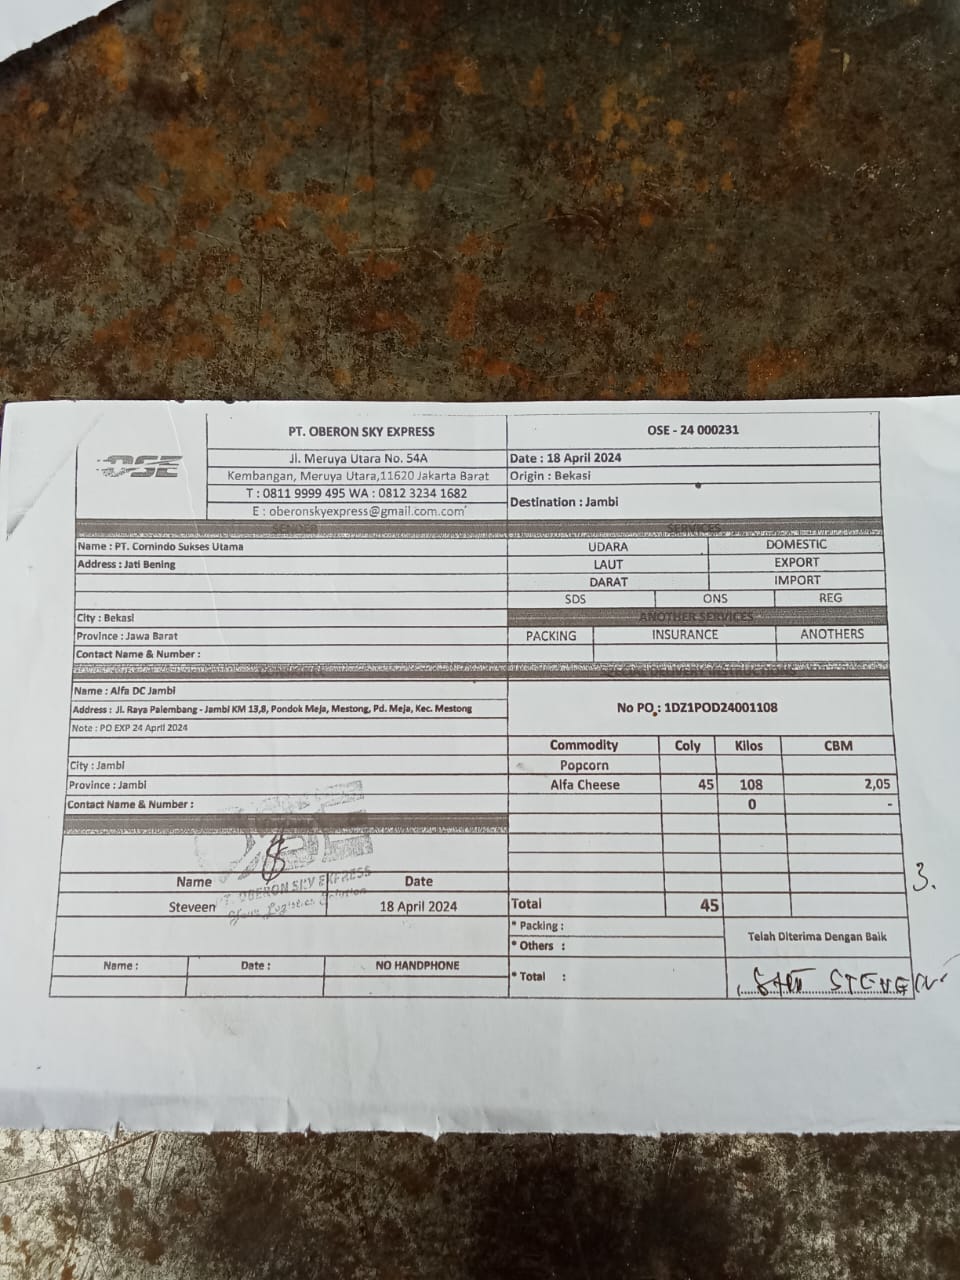 OSE
PT. OBERON SKY EXPRESS
Jl. Meruya Utara No. 54A
Kembangan, Meruya Utara,11620 Jakarta Barat
T : 0811 9999 495 WA : 0812 3234 1682
E : oberonskyexpress@gmail.com.com
OSE - 24 000231
Date : 18 April 2024
Origin : Bekasi
Destination : Jambi
SENDER
Name : PT. Cornindo Sukses Utama
Address : Jati Bening
City : Bekasi
Province : Jawa Barat
Contact Name & Number :
SERVICES
UDARA DOMESTIC
LAUT EXPORT
DARAT IMPORT
SDS ONS REG
ANOTHER SERVICES
PACKING INSURANCE ANOTHERS
CONSIGNEE
Name : Alfa DC Jambi
Address : Jl. Raya Palembang - Jambi KM 13,8, Pondok Meja, Mestong, Pd. Meja, Kec. Mestong
Note : PO EXP 24 April 2024
City : Jambi
Province : Jambi
Contact Name & Number :
SPECIAL DELIVERY INSTRUCTIONS
No PO : 1DZ1POD24001108
Commodity Coly Kilos CBM
Popcorn
Alfa Cheese 45 108 2,05
0 -
Total 45
3.
OSE
PT. OBERON SKY EXPRESS
Your Logistics Solution
Name Date
Steveen 18 April 2024
Name : Date : NO HANDPHONE
* Packing :
* Others :
* Total :
Telah Diterima Dengan Baik
STEVEN